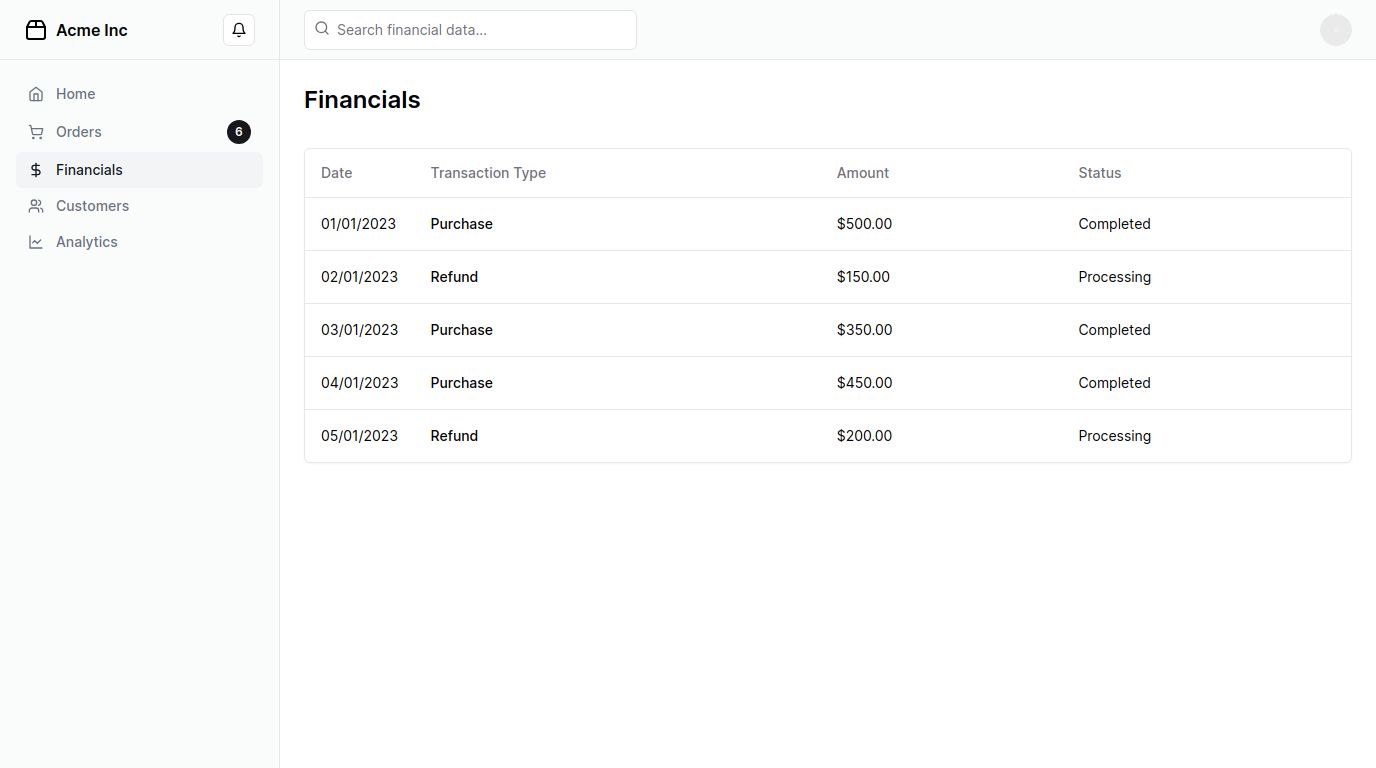 Acme Inc
Search financial data...
Home
Orders 6
Financials
Customers
Analytics
Financials
Date Transaction Type Amount Status
01/01/2023 Purchase $500.00 Completed
02/01/2023 Refund $150.00 Processing
03/01/2023 Purchase $350.00 Completed
04/01/2023 Purchase $450.00 Completed
05/01/2023 Refund $200.00 Processing